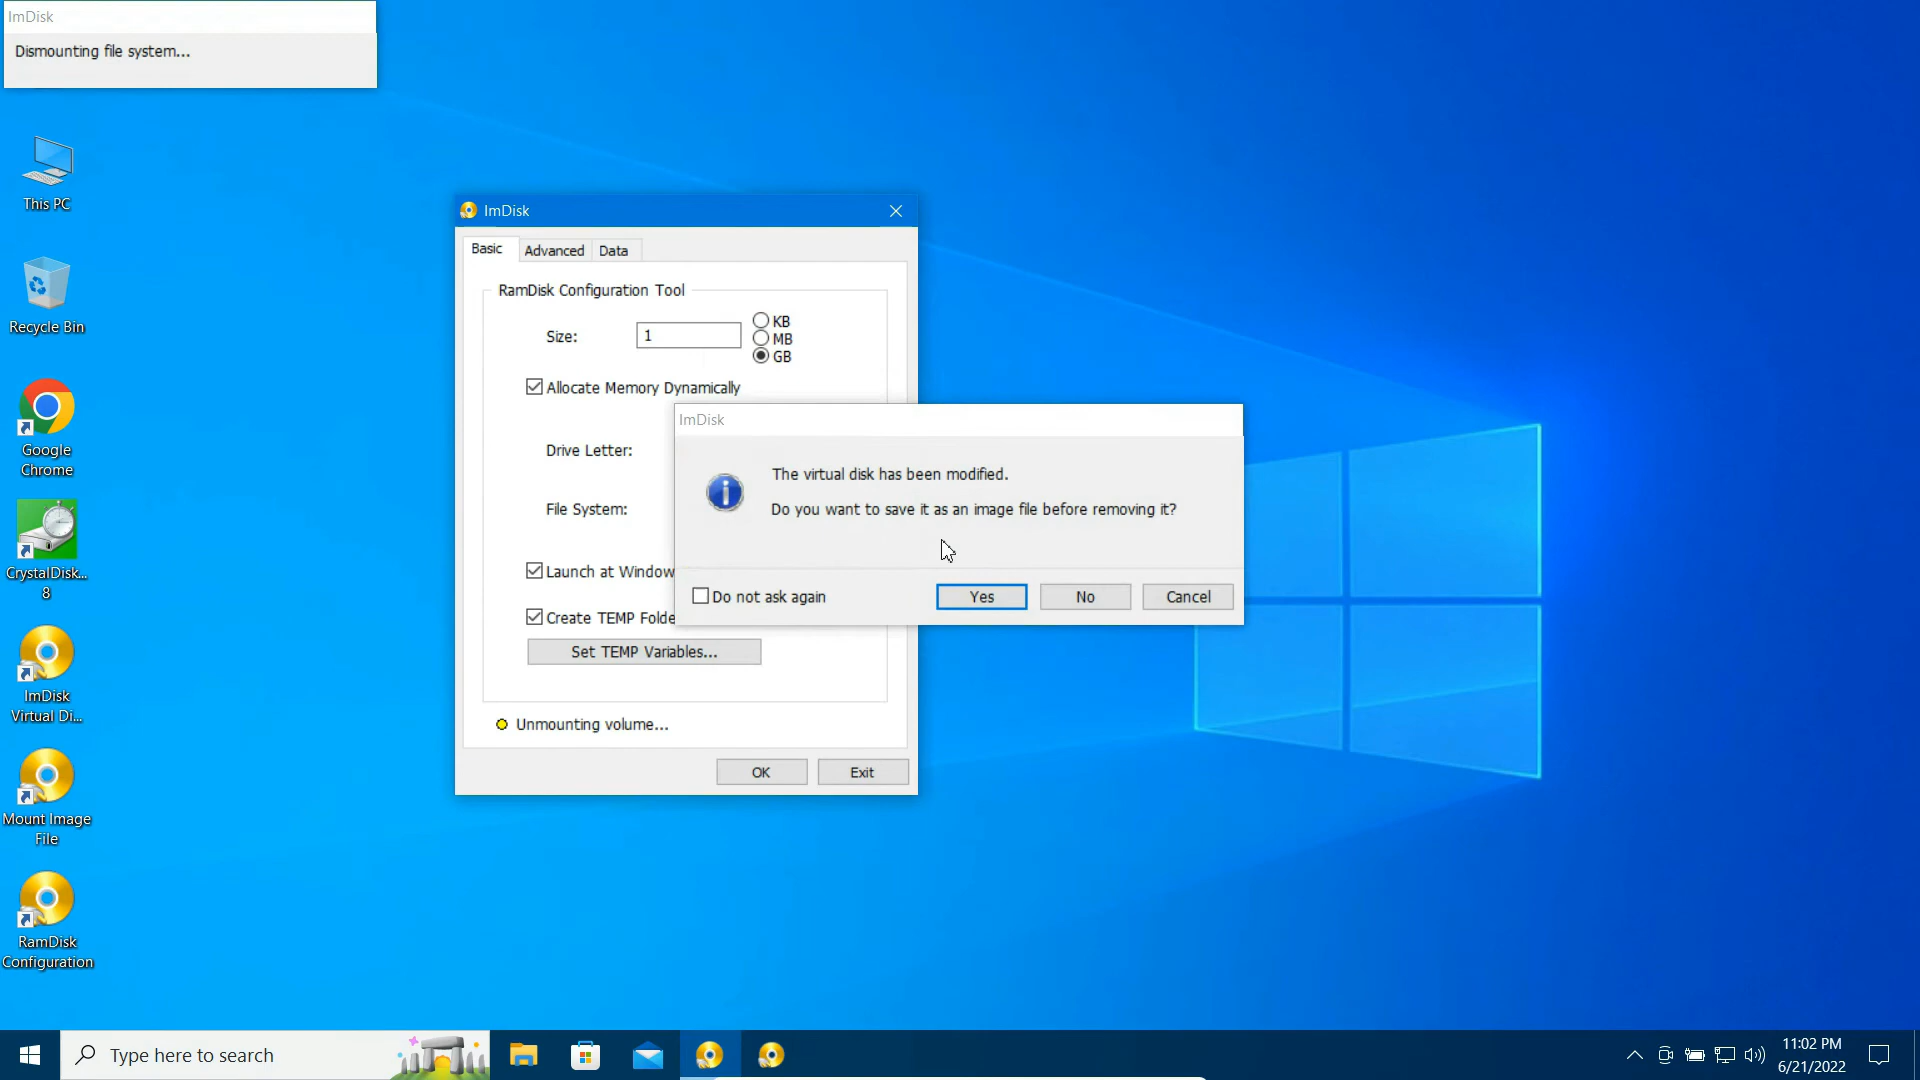 ImDisk
Dismounting file system...
This PC
Recycle Bin
Google
Chrome
CrystalDisk...
8
ImDisk
Virtual Di...
Mount Image
File
RamDisk
Configuration
ImDisk
Basic
Advanced
Data
RamDisk Configuration Tool
Size:
1
KB
MB
GB
Allocate Memory Dynamically
Drive Letter:
File System:
Launch at Window
Create TEMP Folde
Set TEMP Variables...
Unmounting volume...
OK
Exit
ImDisk
The virtual disk has been modified.
Do you want to save it as an image file before removing it?
Do not ask again
Yes
No
Cancel
Type here to search
11:02 PM
6/21/2022